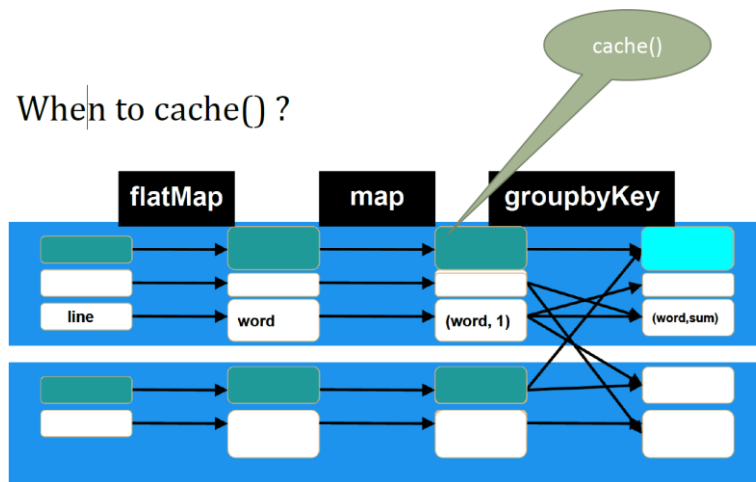 cache()
When to cache() ?
flatMap
map
groupbyKey
line
word
(word, 1)
(word,sum)